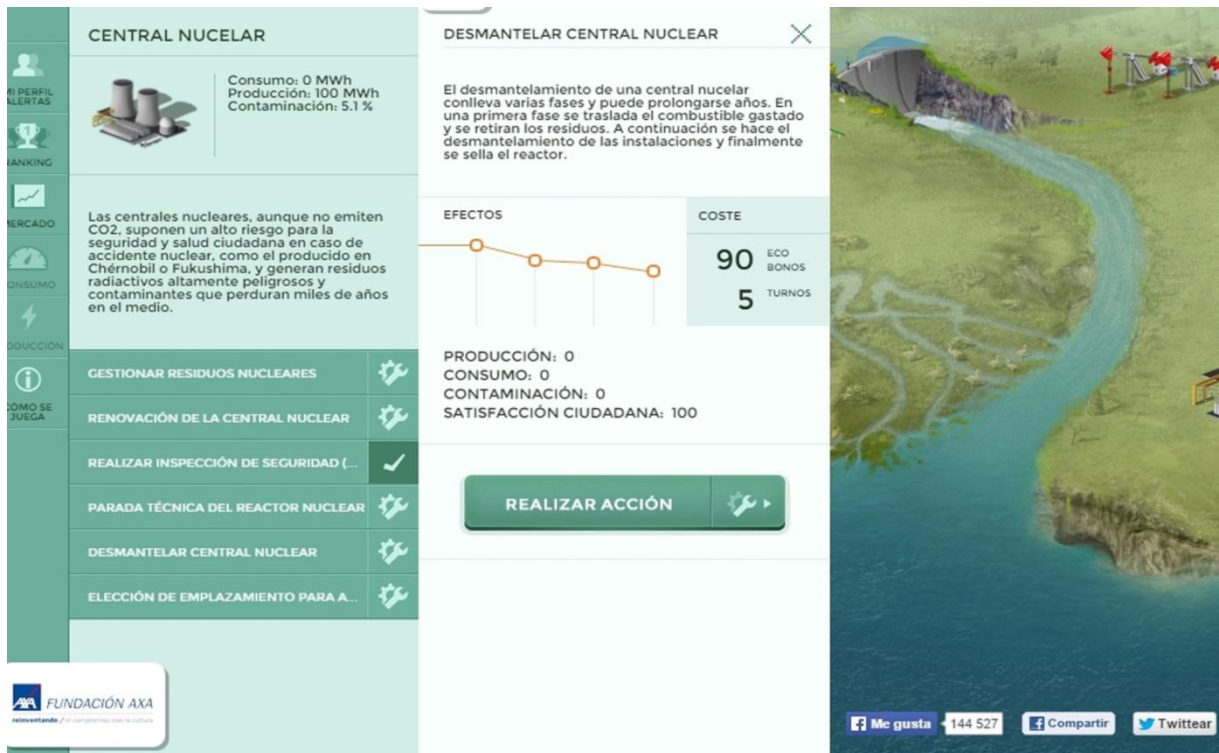 MI PERFIL
ALERTAS
RANKING
MERCADO
CONSUMO
PRODUCCIÓN
CÓMO SE
JUEGA
CENTRAL NUCELAR
Consumo: 0 MWh
Producción: 100 MWh
Contaminación: 5.1 %
Las centrales nucleares, aunque no emiten
CO2, suponen un alto riesgo para la
seguridad y salud ciudadana en caso de
accidente nuclear, como el producido en
Chérnobil o Fukushima, y generan residuos
radiactivos altamente peligrosos y
contaminantes que perduran miles de años
en el medio.
GESTIONAR RESIDUOS NUCLEARES
RENOVACIÓN DE LA CENTRAL NUCLEAR
REALIZAR INSPECCIÓN DE SEGURIDAD (...
PARADA TÉCNICA DEL REACTOR NUCLEAR
DESMANTELAR CENTRAL NUCLEAR
ELECCIÓN DE EMPLAZAMIENTO PARA A...
AXA FUNDACIÓN AXA
reinventando / el compromiso con la cultura
DESMANTELAR CENTRAL NUCLEAR
El desmantelamiento de una central nucelar
conlleva varias fases y puede prolongarse años. En
una primera fase se traslada el combustible gastado
y se retiran los residuos. A continuación se hace el
desmantelamiento de las instalaciones y finalmente
se sella el reactor.
EFECTOS
COSTE
90 ECO BONOS
5 TURNOS
PRODUCCIÓN: 0
CONSUMO: 0
CONTAMINACIÓN: 0
SATISFACCIÓN CIUDADANA: 100
REALIZAR ACCIÓN
Me gusta 144 527 Compartir Twittear